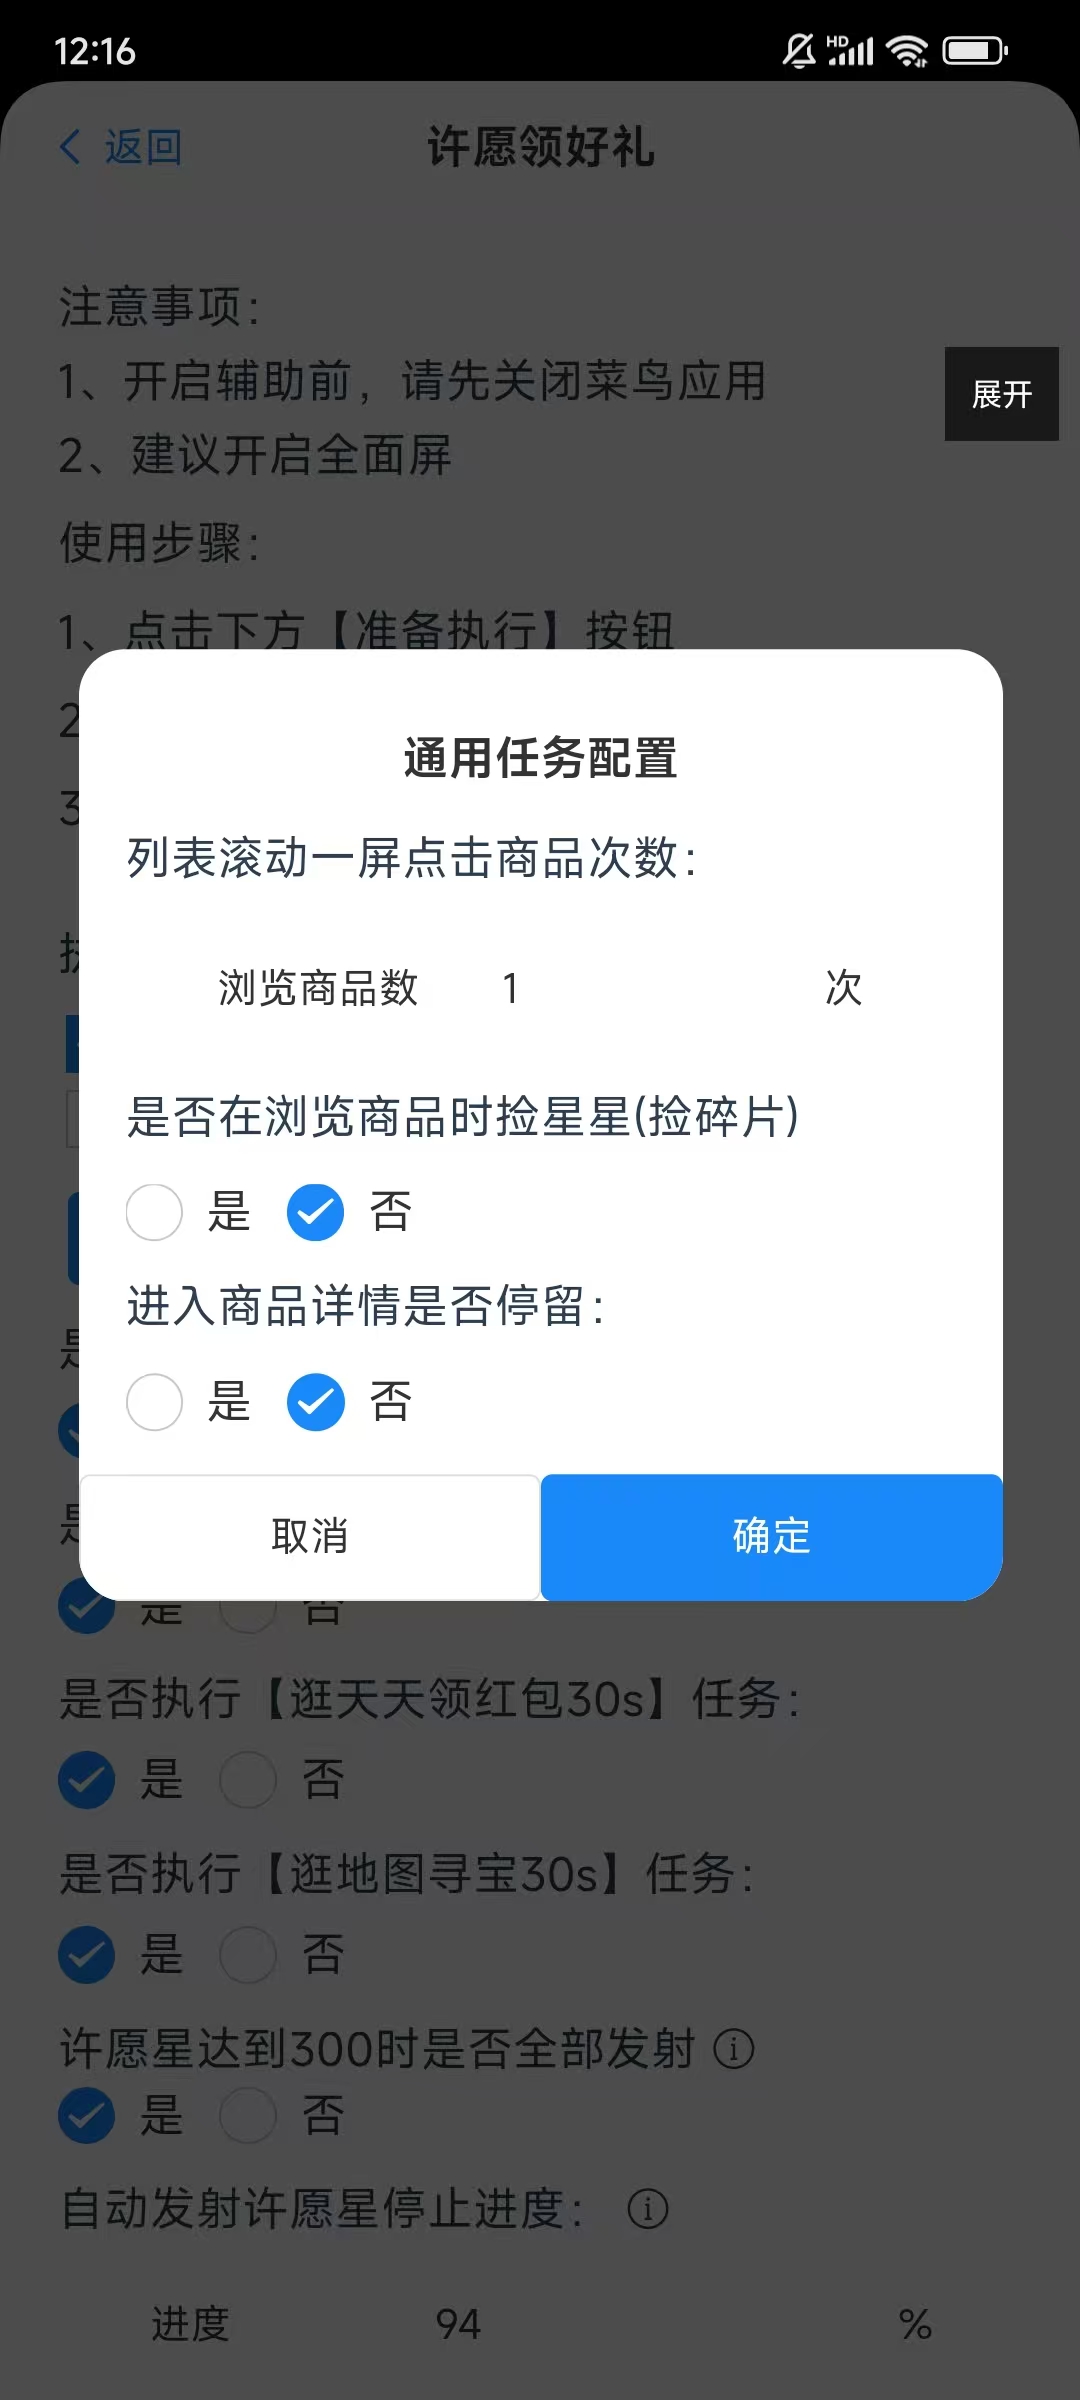 12:16
HD
返回
许愿领好礼
注意事项：
1、开启辅助前，请先关闭菜鸟应用
展开
2、建议开启全面屏
使用步骤：
1、点击下方【准备执行】按钮
2
3
通用任务配置
列表滚动一屏点击商品次数：
浏览商品数 1 次
是否在浏览商品时捡星星(捡碎片)
是 否
进入商品详情是否停留：
是 否
取消 确定
是 否
是否执行【逛天天领红包30s】任务：
是 否
是否执行【逛地图寻宝30s】任务：
是 否
许愿星达到300时是否全部发射
是 否
自动发射许愿星停止进度：
进度 94 %